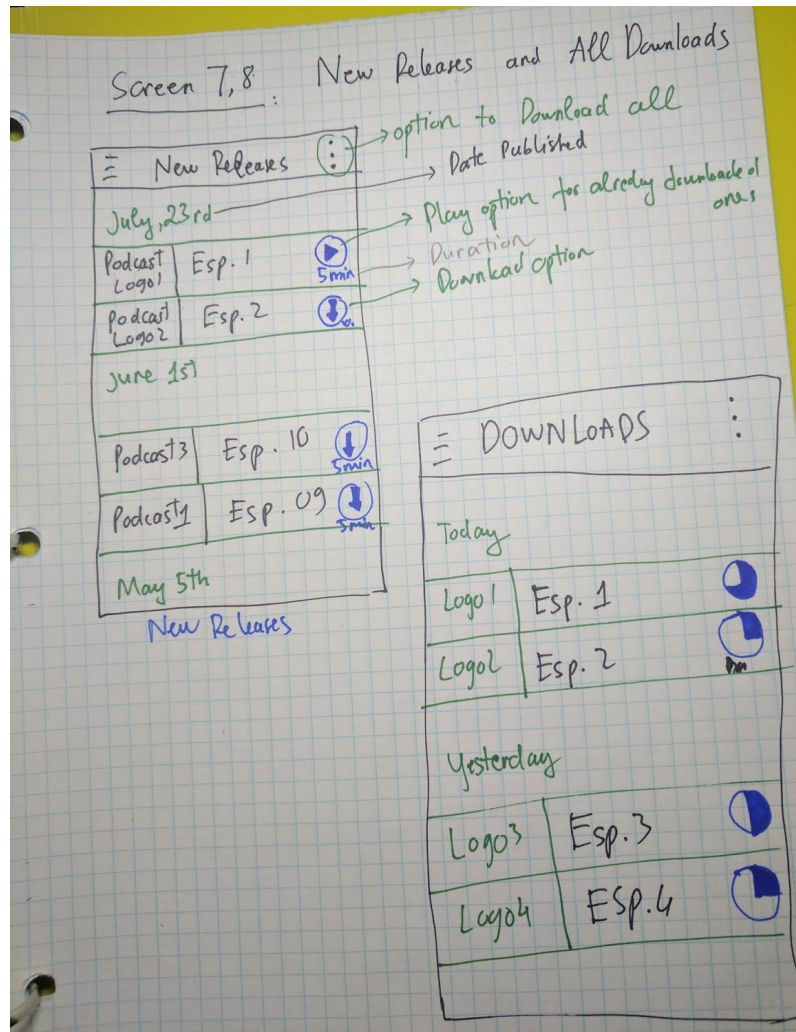 Screen 7,8: New Releases and All Downloads
New Releases
option to Download all
Date Published
July, 23rd
Play option for alredy downloaded
ones
Podcast
Logo1
Esp. 1
5min
Duration
Download option
Podcast
Logo2
Esp. 2
June 1st
Podcast3
Esp. 10
5min
Podcast1
Esp. 09
5min
May 5th
New Releases
DOWNLOADS
Today
Logo1
Esp. 1
Logo2
Esp. 2
Yesterday
Logo3
Esp.3
Logo4
ESP.4